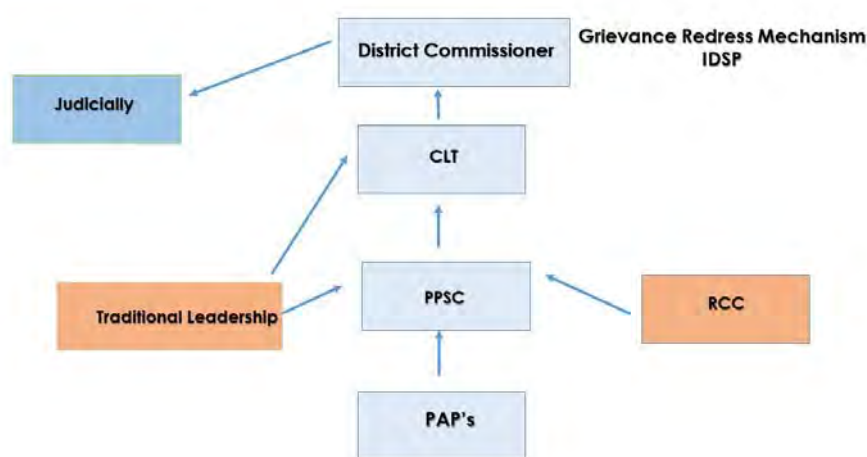 District Commissioner
Grievance Redress Mechanism
IDSP
Judicially
CLT
Traditional Leadership
PPSC
RCC
PAP's